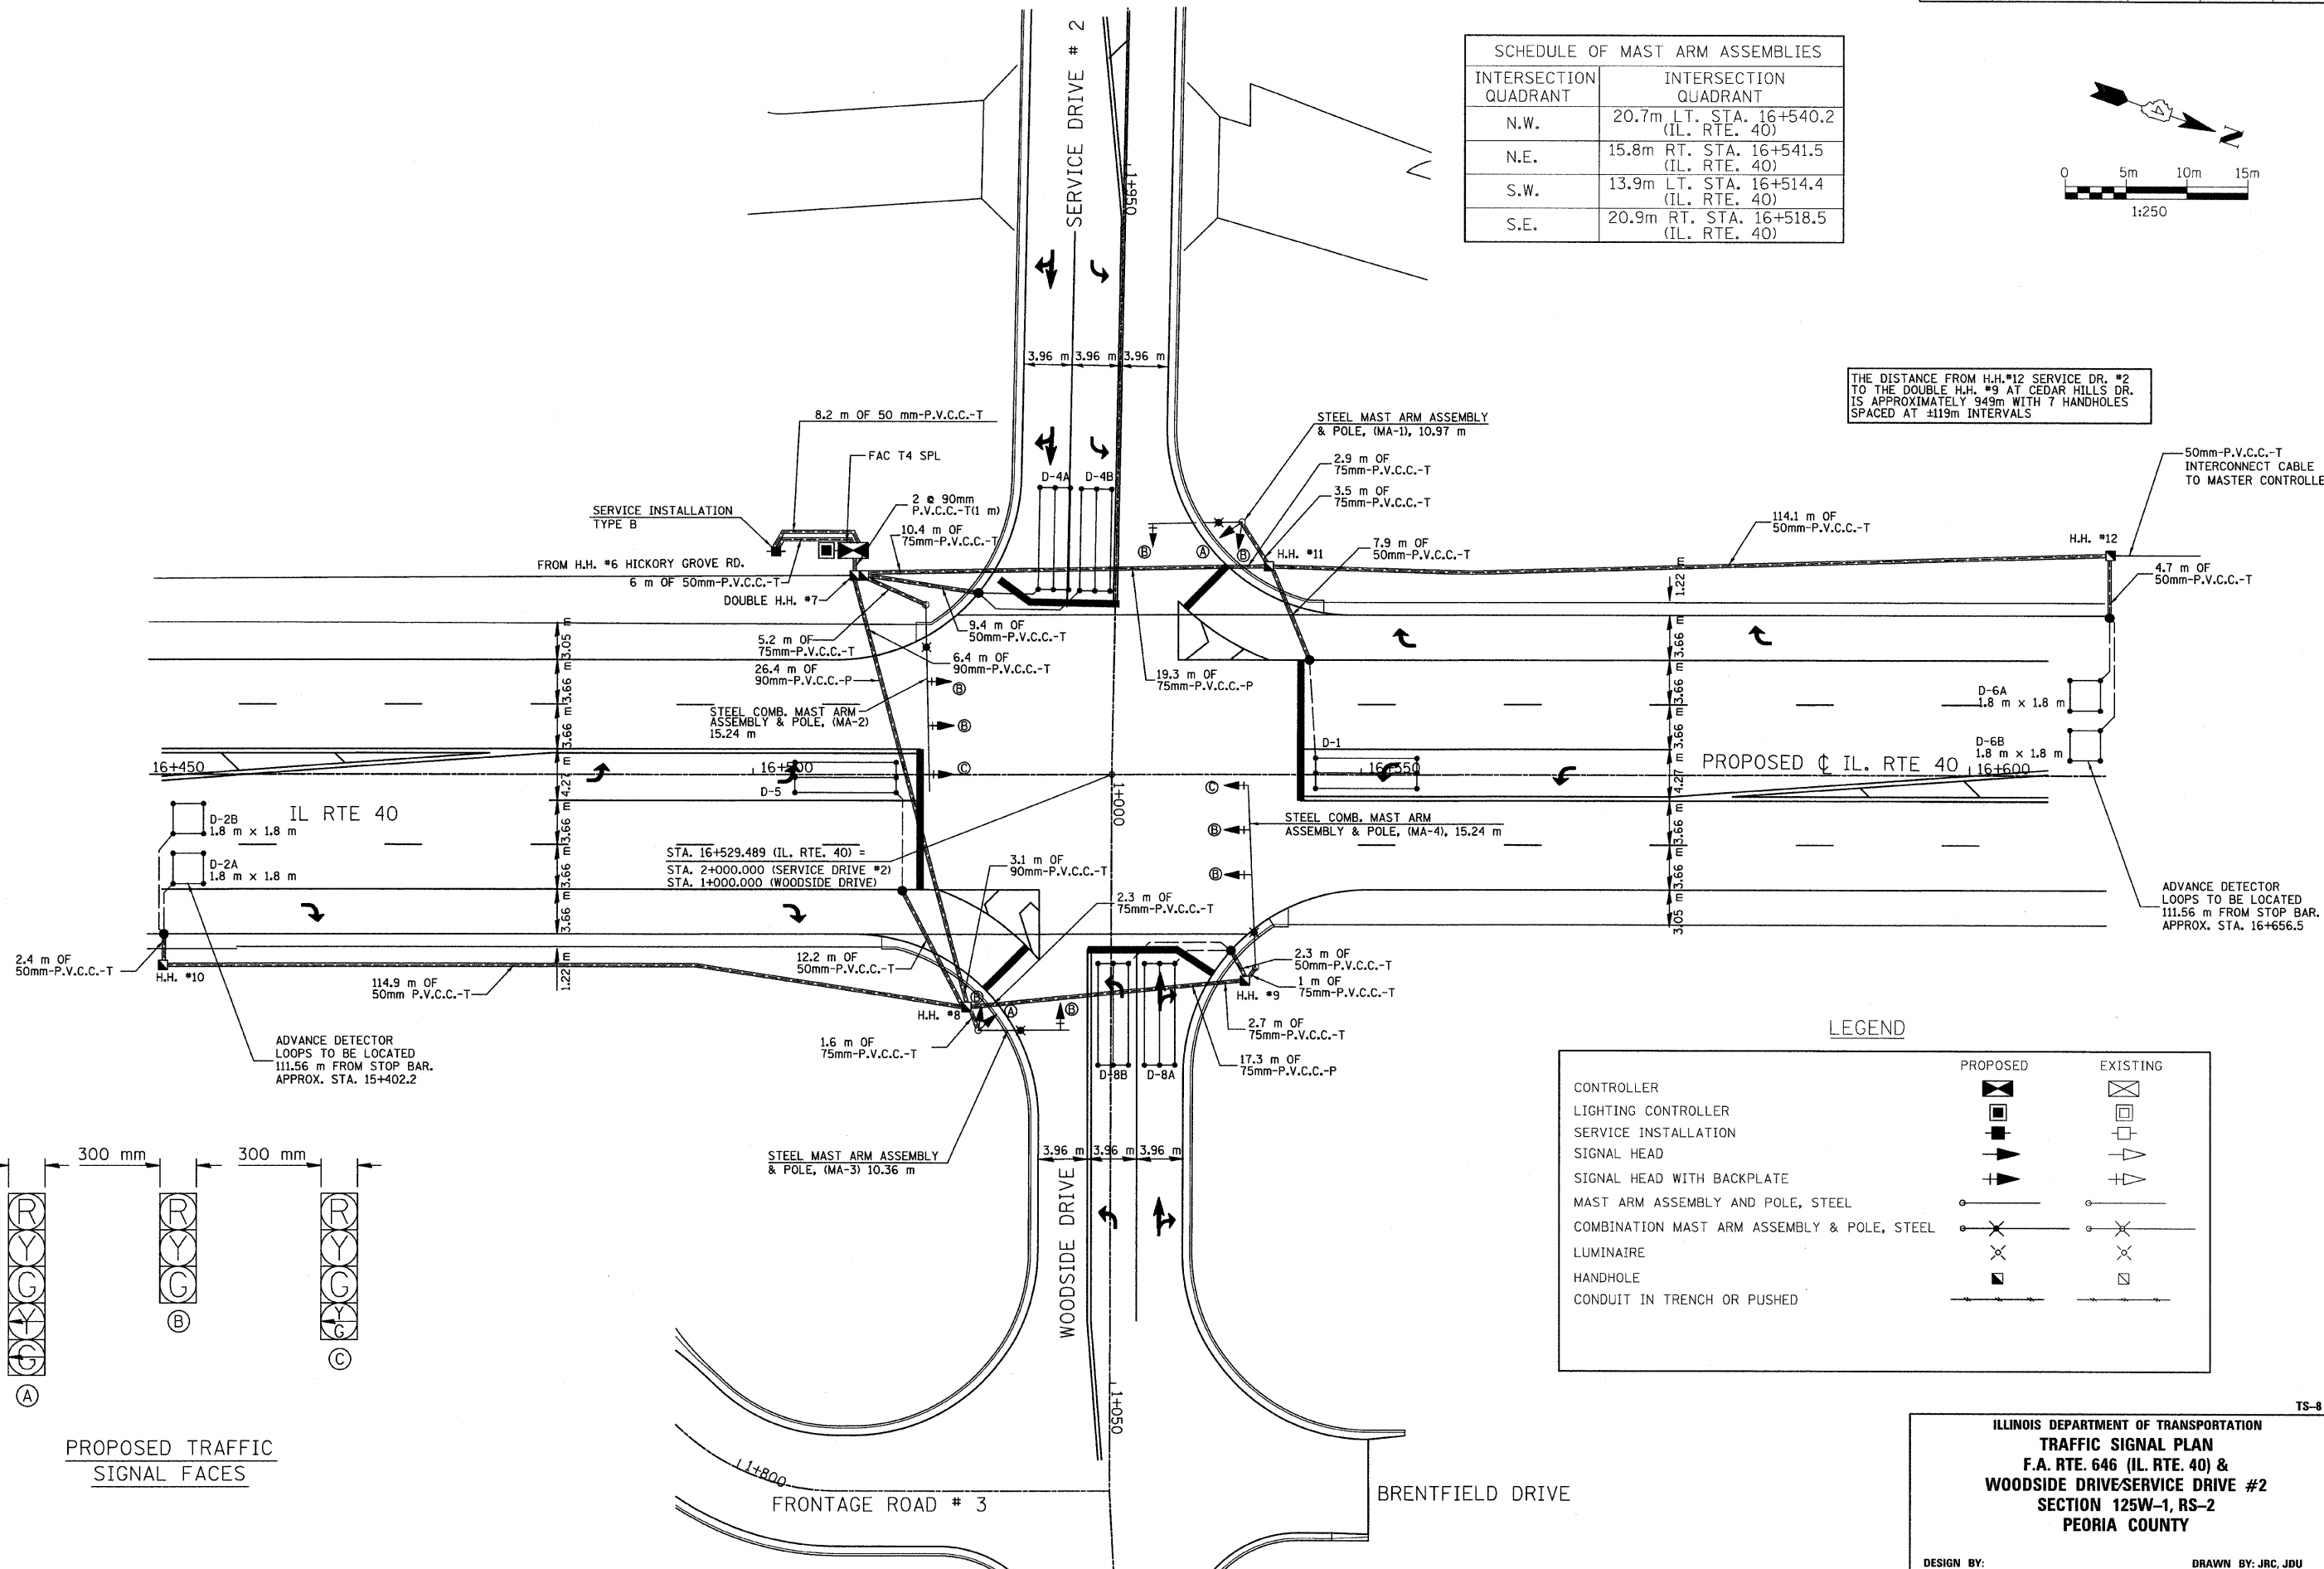 SCHEDULE OF MAST ARM ASSEMBLIES
INTERSECTION QUADRANT
INTERSECTION QUADRANT
N.W.
20.7m LT. STA. 16+540.2
(IL. RTE. 40)
N.E.
15.8m RT. STA. 16+541.5
(IL. RTE. 40)
S.W.
13.9m LT. STA. 16+514.4
(IL. RTE. 40)
S.E.
20.9m RT. STA. 16+518.5
(IL. RTE. 40)
N
0 5m 10m 15m
1:250
SERVICE DRIVE # 2
1+950
3.96 m 3.96 m 3.96 m
THE DISTANCE FROM H.H.#12 SERVICE DR. #2
TO THE DOUBLE H.H. #9 AT CEDAR HILLS DR.
IS APPROXIMATELY 949m WITH 7 HANDHOLES
SPACED AT ±119m INTERVALS
8.2 m OF 50 mm-P.V.C.C.-T
FAC T4 SPL
SERVICE INSTALLATION
TYPE B
2 @ 90mm
P.V.C.C.-T(1 m)
10.4 m OF
75mm-P.V.C.C.-T
FROM H.H. #6 HICKORY GROVE RD.
6 m OF 50mm-P.V.C.C.-T
DOUBLE H.H. #7
D-4A
D-4B
STEEL MAST ARM ASSEMBLY
& POLE, (MA-1), 10.97 m
2.9 m OF
75mm-P.V.C.C.-T
3.5 m OF
75mm-P.V.C.C.-T
B
A
B
H.H. #11
7.9 m OF
50mm-P.V.C.C.-T
114.1 m OF
50mm-P.V.C.C.-T
50mm-P.V.C.C.-T
INTERCONNECT CABLE
TO MASTER CONTROLLE
H.H. #12
4.7 m OF
50mm-P.V.C.C.-T
5.2 m OF
75mm-P.V.C.C.-T
9.4 m OF
50mm-P.V.C.C.-T
26.4 m OF
90mm-P.V.C.C.-P
6.4 m OF
90mm-P.V.C.C.-T
19.3 m OF
75mm-P.V.C.C.-P
STEEL COMB. MAST ARM
ASSEMBLY & POLE, (MA-2)
15.24 m
B
B
C
3.05 m
3.66 m
3.66 m
4.27 m
3.66 m
3.66 m
3.66 m
1.22 m
1.22 m
3.66 m
3.66 m
3.66 m
4.27 m
3.66 m
3.66 m
3.05 m
16+450
16+500
D-5
IL RTE 40
D-2B
1.8 m x 1.8 m
D-2A
1.8 m x 1.8 m
D-1
16+550
PROPOSED ℄ IL. RTE 40
16+600
D-6A
1.8 m x 1.8 m
D-6B
1.8 m x 1.8 m
1+000
C
B
B
STEEL COMB. MAST ARM
ASSEMBLY & POLE, (MA-4), 15.24 m
STA. 16+529.489 (IL. RTE. 40) =
STA. 2+000.000 (SERVICE DRIVE #2)
STA. 1+000.000 (WOODSIDE DRIVE)
3.1 m OF
90mm-P.V.C.C.-T
2.3 m OF
75mm-P.V.C.C.-T
ADVANCE DETECTOR
LOOPS TO BE LOCATED
111.56 m FROM STOP BAR.
APPROX. STA. 16+656.5
2.4 m OF
50mm-P.V.C.C.-T
H.H. #10
114.9 m OF
50mm P.V.C.C.-T
12.2 m OF
50mm-P.V.C.C.-T
H.H. #8
B
A
B
2.3 m OF
50mm-P.V.C.C.-T
1 m OF
75mm-P.V.C.C.-T
H.H. #9
2.7 m OF
75mm-P.V.C.C.-T
17.3 m OF
75mm-P.V.C.C.-P
1.6 m OF
75mm-P.V.C.C.-T
D-8B
D-8A
ADVANCE DETECTOR
LOOPS TO BE LOCATED
111.56 m FROM STOP BAR.
APPROX. STA. 15+402.2
STEEL MAST ARM ASSEMBLY
& POLE, (MA-3) 10.36 m
3.96 m 3.96 m 3.96 m
WOODSIDE DRIVE
1+050
1+800
FRONTAGE ROAD # 3
BRENTFIELD DRIVE
300 mm
300 mm
R
Y
G
Y
G
A
R
Y
G
B
R
Y
G
Y
G
C
PROPOSED TRAFFIC
SIGNAL FACES
LEGEND
PROPOSED EXISTING
CONTROLLER
LIGHTING CONTROLLER
SERVICE INSTALLATION
SIGNAL HEAD
SIGNAL HEAD WITH BACKPLATE
MAST ARM ASSEMBLY AND POLE, STEEL
COMBINATION MAST ARM ASSEMBLY & POLE, STEEL
LUMINAIRE
HANDHOLE
CONDUIT IN TRENCH OR PUSHED
TS-8
ILLINOIS DEPARTMENT OF TRANSPORTATION
TRAFFIC SIGNAL PLAN
F.A. RTE. 646 (IL. RTE. 40) &
WOODSIDE DRIVE/SERVICE DRIVE #2
SECTION 125W-1, RS-2
PEORIA COUNTY
DESIGN BY:
DRAWN BY: JRC, JDU